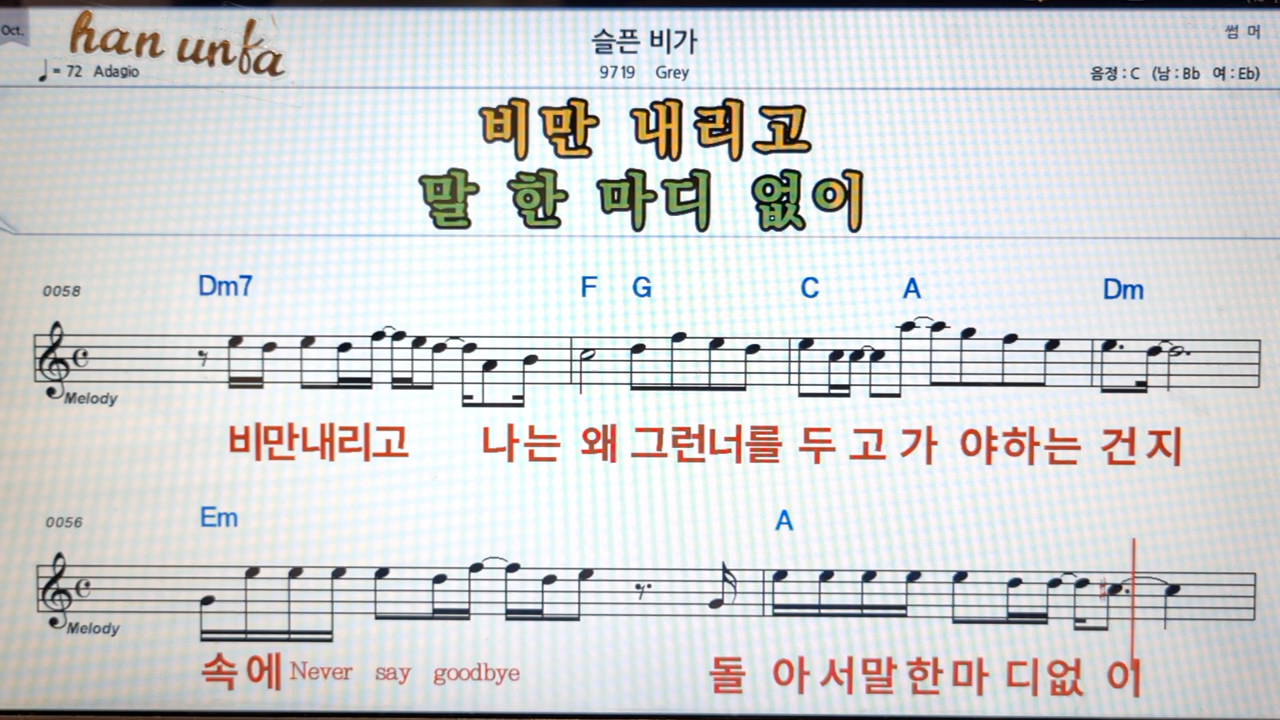 Oct.
han unfa
슬픈 비가
썸 머
♩ = 72 Adagio
9719 Grey
음정 : C (남 : Bb 여 : Eb)
비만 내리고
말 한 마디 없이
0058
Dm7 F G C A Dm
Melody
비만내리고 나는 왜 그런너를 두 고 가 야하는 건 지
0056
Em A
Melody
속 에 Never say goodbye 돌 아 서말 한 마 디없 이